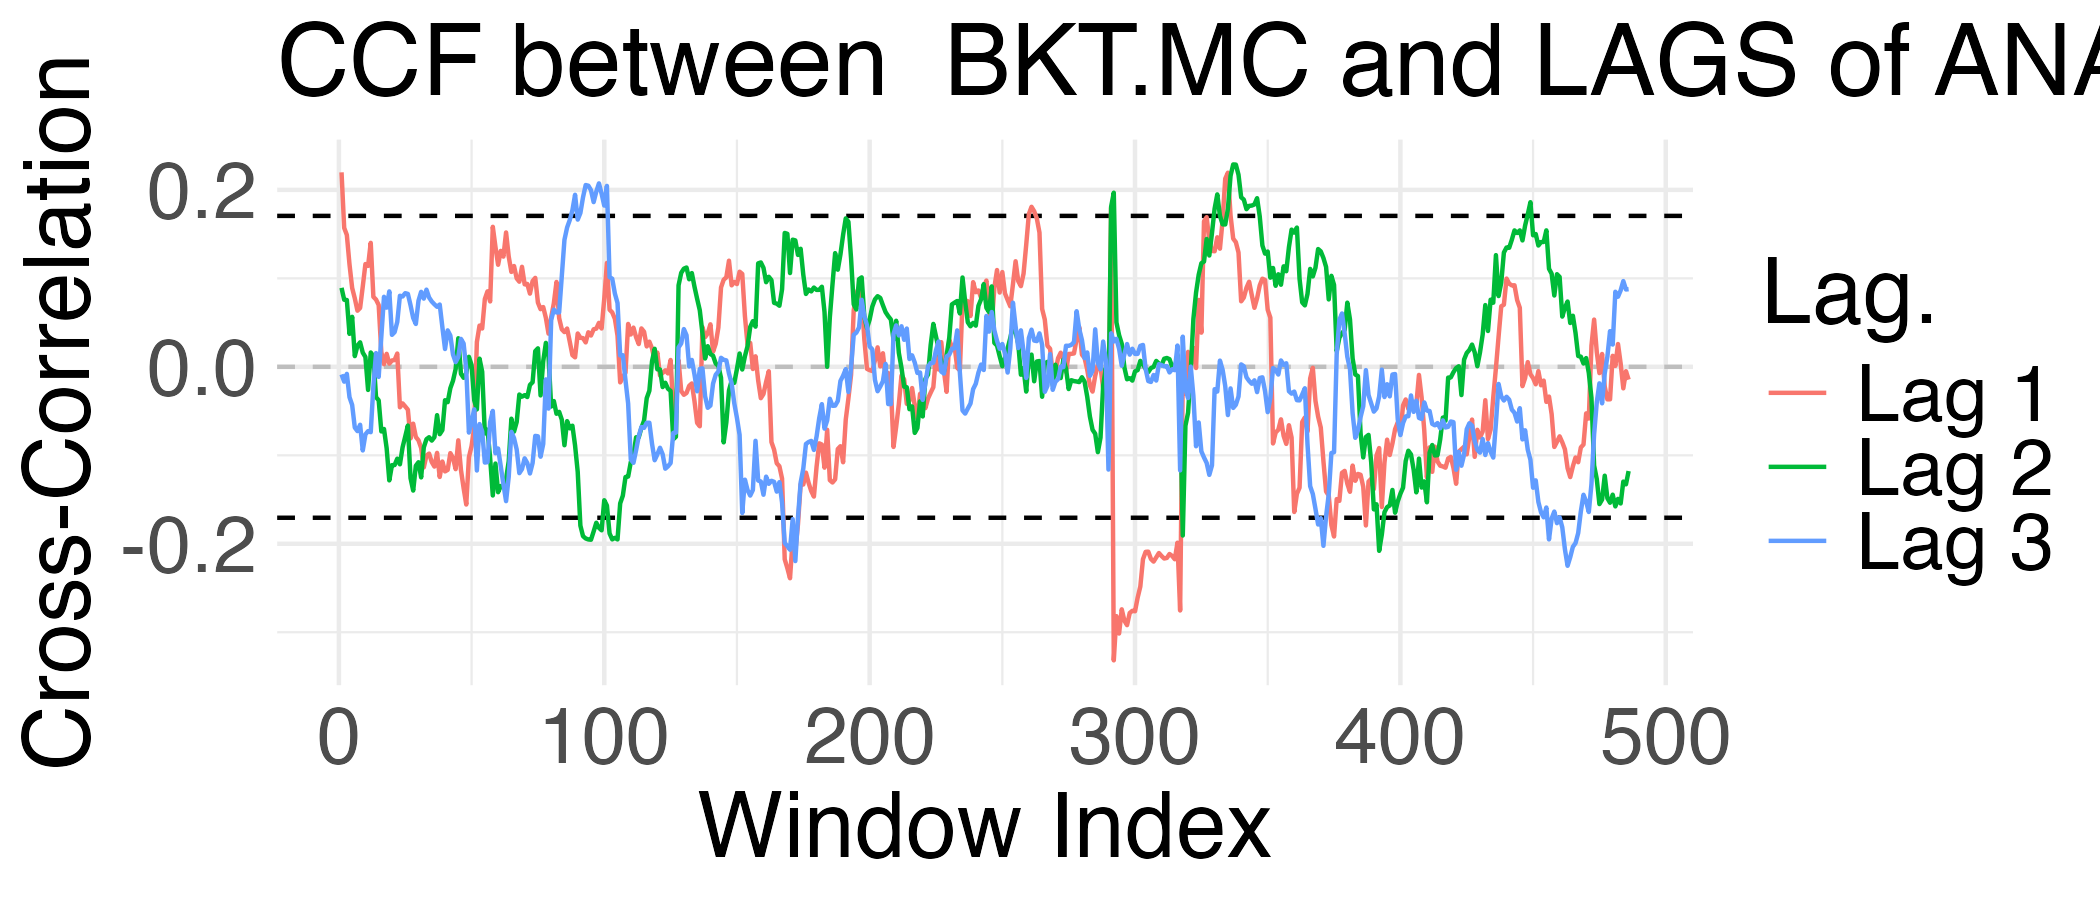 CCF between  BKT.MC and LAGS of ANA
Cross-Correlation
0.2
0.0
-0.2
0 100 200 300 400 500
Window Index
Lag.
Lag 1
Lag 2
Lag 3